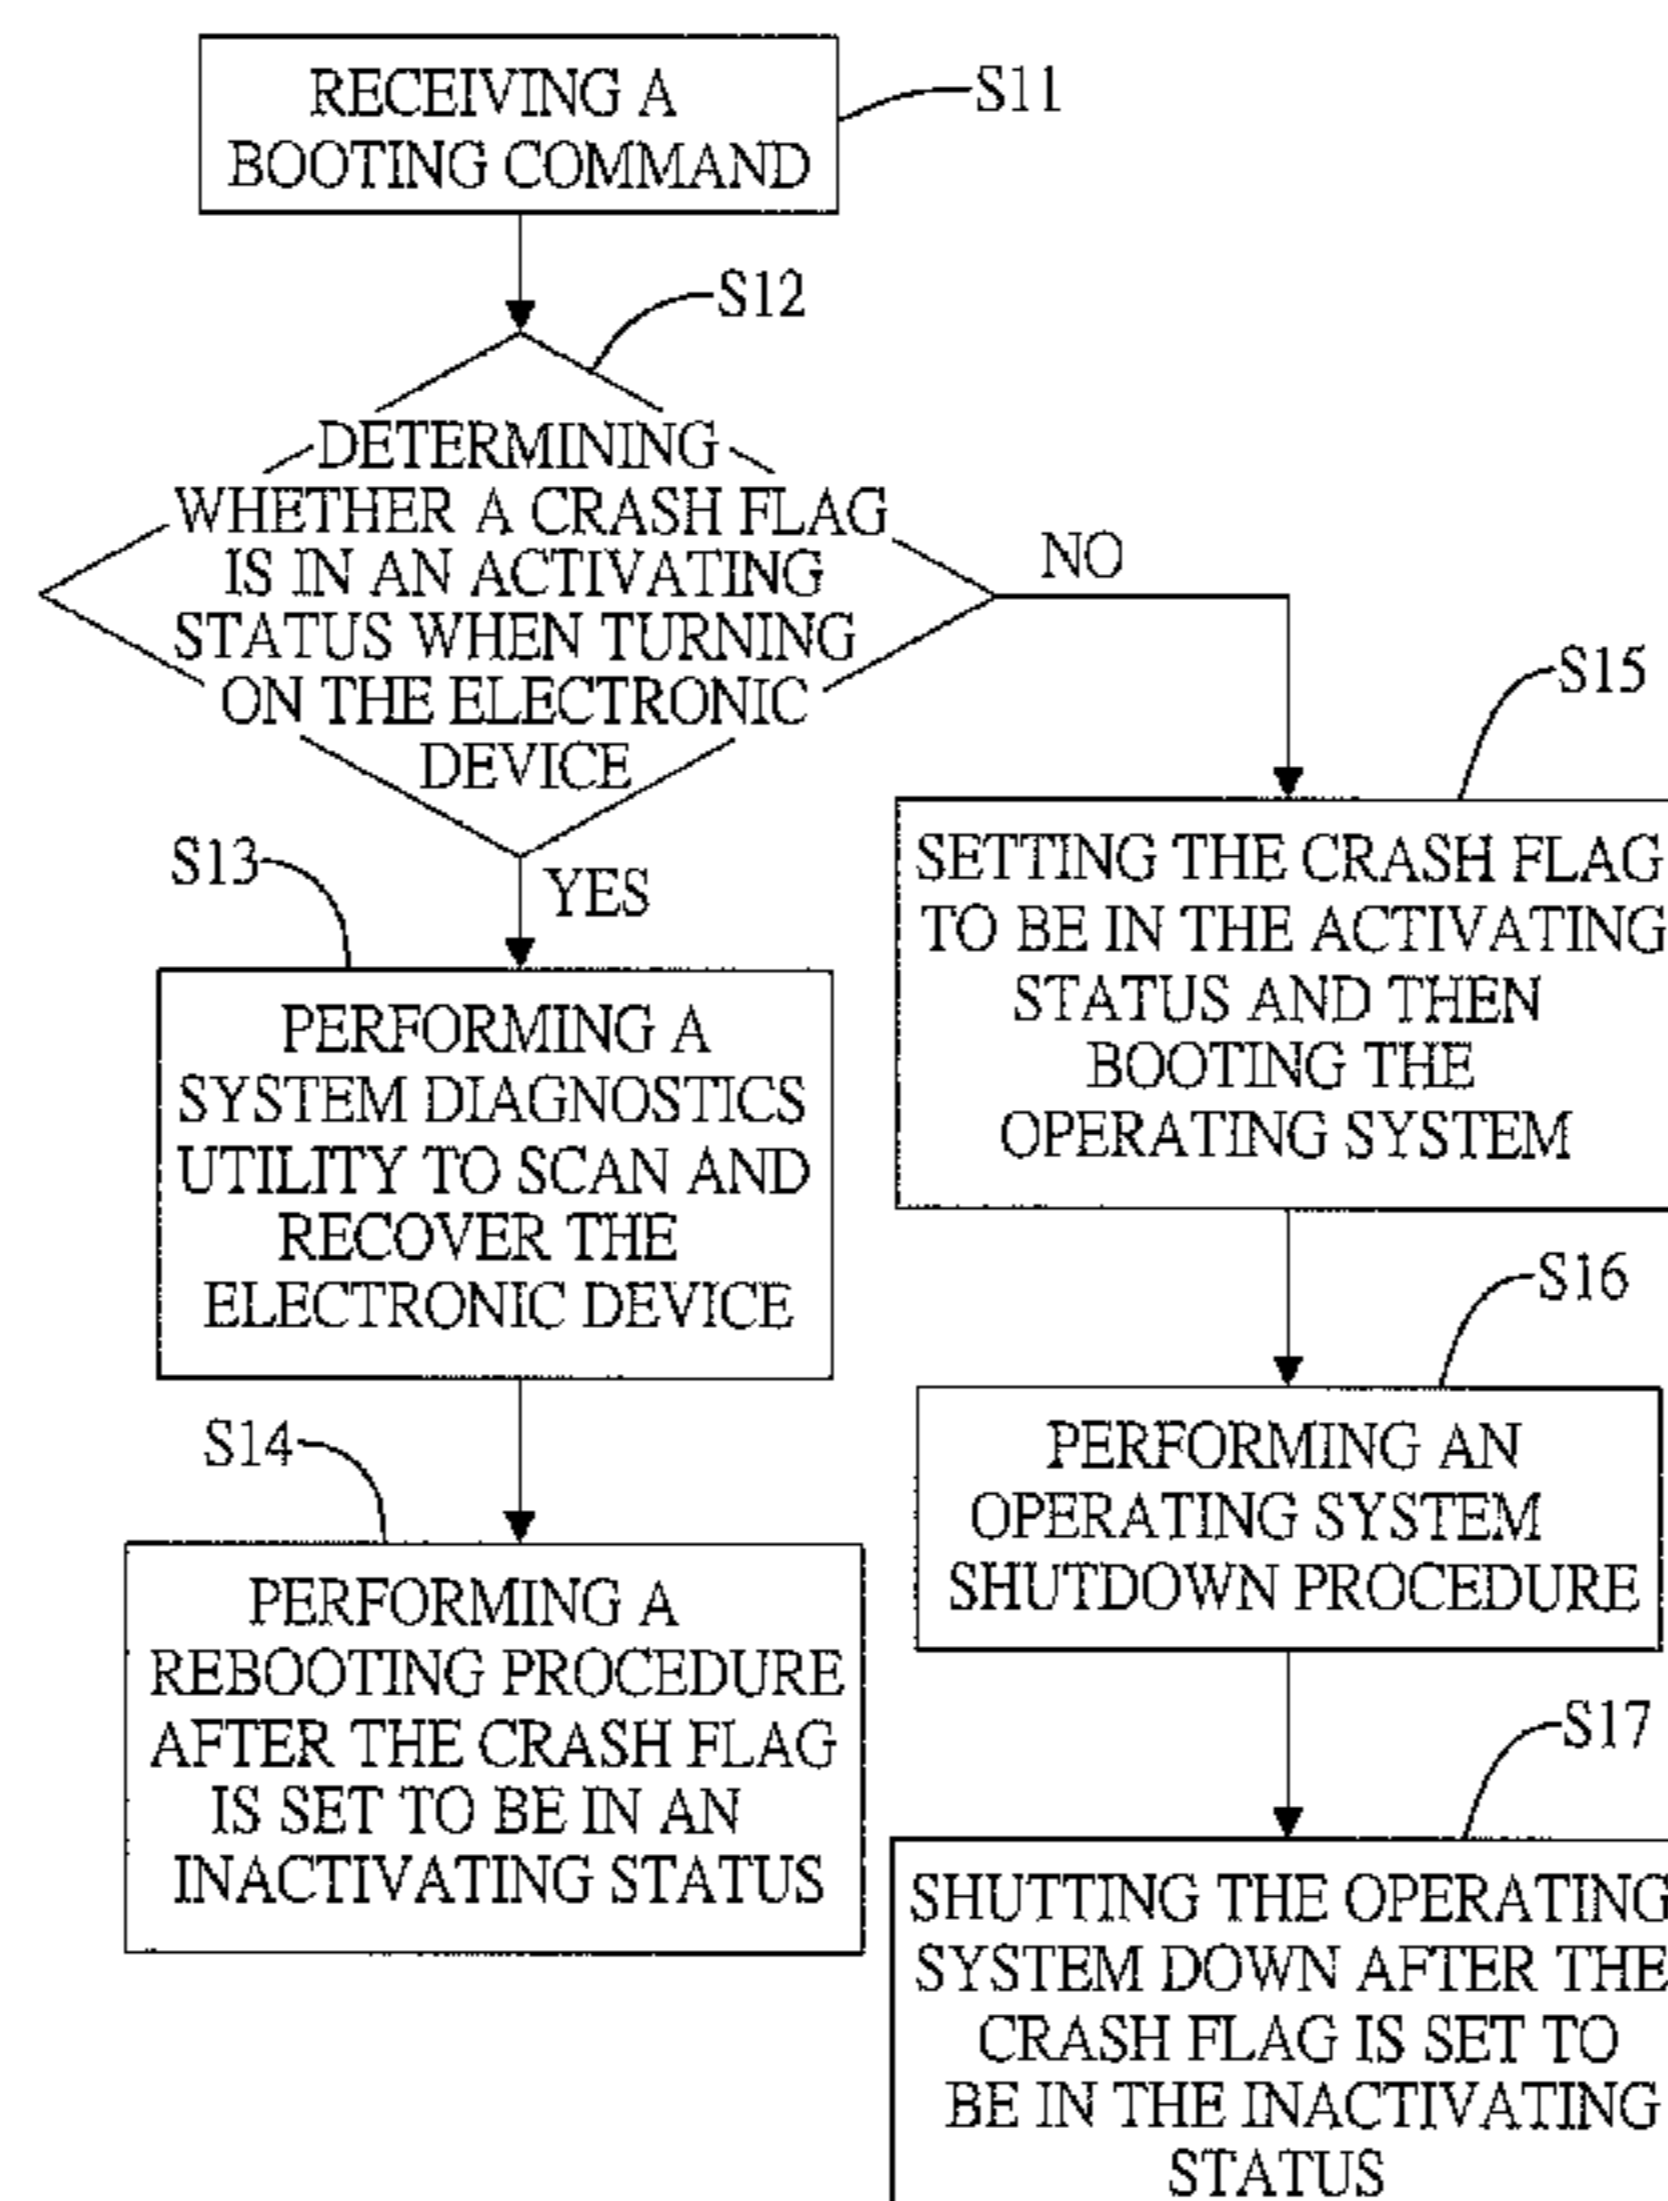 RECEIVING A
BOOTING COMMAND
S11
S12
DETERMINING
WHETHER A CRASH FLAG
IS IN AN ACTIVATING
STATUS WHEN TURNING
ON THE ELECTRONIC
DEVICE
NO
YES
S13
PERFORMING A
SYSTEM DIAGNOSTICS
UTILITY TO SCAN AND
RECOVER THE
ELECTRONIC DEVICE
S14
PERFORMING A
REBOOTING PROCEDURE
AFTER THE CRASH FLAG
IS SET TO BE IN AN
INACTIVATING STATUS
S15
SETTING THE CRASH FLAG
TO BE IN THE ACTIVATING
STATUS AND THEN
BOOTING THE
OPERATING SYSTEM
S16
PERFORMING AN
OPERATING SYSTEM
SHUTDOWN PROCEDURE
S17
SHUTTING THE OPERATING
SYSTEM DOWN AFTER THE
CRASH FLAG IS SET TO
BE IN THE INACTIVATING
STATUS